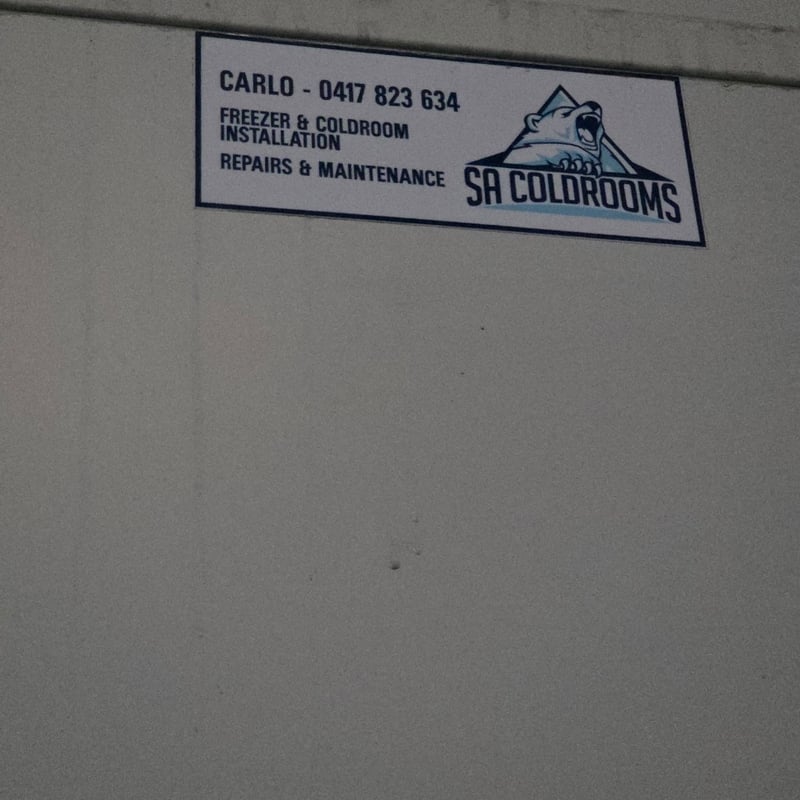 CARLO - 0417 823 634
FREEZER & COLDROOM
INSTALLATION
REPAIRS & MAINTENANCE
SA COLDROOMS